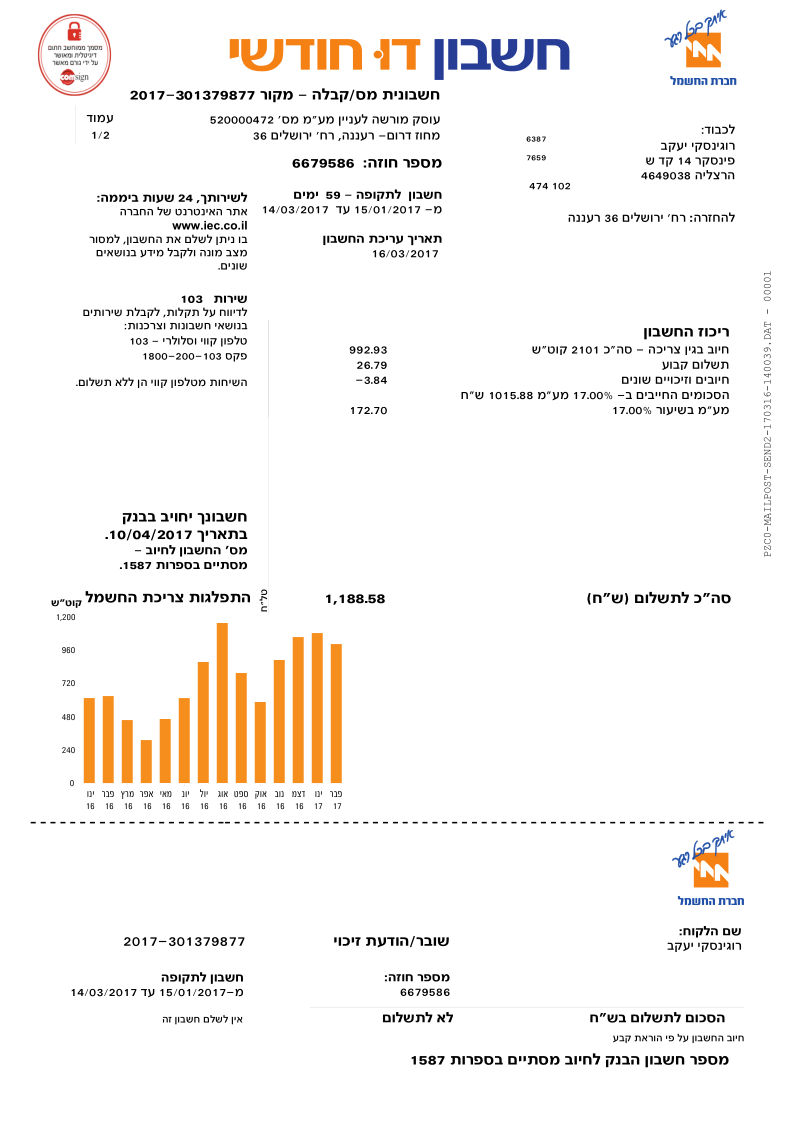 איתך בכל רגע
חברת החשמל
חשבון דו חודשי
מסמך ממוחשב חתום
דיגיטלית ומאושר
על ידי גורם מאשר
comsign
חשבונית מס/קבלה – מקור 2017–301379877
עוסק מורשה לעניין מע״מ מס׳ 520000472
מחוז דרום– רעננה, רח׳ ירושלים 36
עמוד
1/2
מספר חוזה: 6679586
לכבוד:
רוגינסקי יעקב
פינסקר 14 קד ש
הרצליה 4649038
6387
7659
474 102
להחזרה: רח׳ ירושלים 36 רעננה
חשבון לתקופה – 59 ימים
מ– 15/01/2017 עד 14/03/2017
תאריך עריכת החשבון
16/03/2017
לשירותך, 24 שעות ביממה:
אתר האינטרנט של החברה
www.iec.co.il
בו ניתן לשלם את החשבון, למסור
מצב מונה ולקבל מידע בנושאים
שונים.
שירות 103
לדיווח על תקלות, לקבלת שירותים
בנושאי חשבונות וצרכנות:
טלפון קווי וסלולרי – 103
פקס 1800–200–103
השיחות מטלפון קווי הן ללא תשלום.
ריכוז החשבון
חיוב בגין צריכה – סה״כ 2101 קוט״ש 992.93
תשלום קבוע 26.79
חיובים וזיכויים שונים –3.84
הסכומים החייבים ב– 17.00% מע״מ 1015.88 ש״ח
מע״מ בשיעור 17.00% 172.70
PZC0-MAILPOST-SEND2-170316-140039.DAT - 00001
חשבונך יחויב בבנק
בתאריך 10/04/2017.
מס׳ החשבון לחיוב –
מסתיים בספרות 1587.
סה״כ לתשלום (ש״ח) 1,188.58
טל״ח
התפלגות צריכת החשמל
קוט״ש
1,200
960
720
480
240
0
ינו פבר מרץ אפר מאי יונ יול אוג ספט אוק נוב דצמ ינו פבר
16 16 16 16 16 16 16 16 16 16 16 16 17 17
איתך בכל רגע
חברת החשמל
שם הלקוח:
רוגינסקי יעקב
שובר/הודעת זיכוי
2017–301379877
מספר חוזה:
6679586
חשבון לתקופה
מ–15/01/2017 עד 14/03/2017
הסכום לתשלום בש״ח
לא לתשלום
אין לשלם חשבון זה
חיוב החשבון על פי הוראת קבע
מספר חשבון הבנק לחיוב מסתיים בספרות 1587